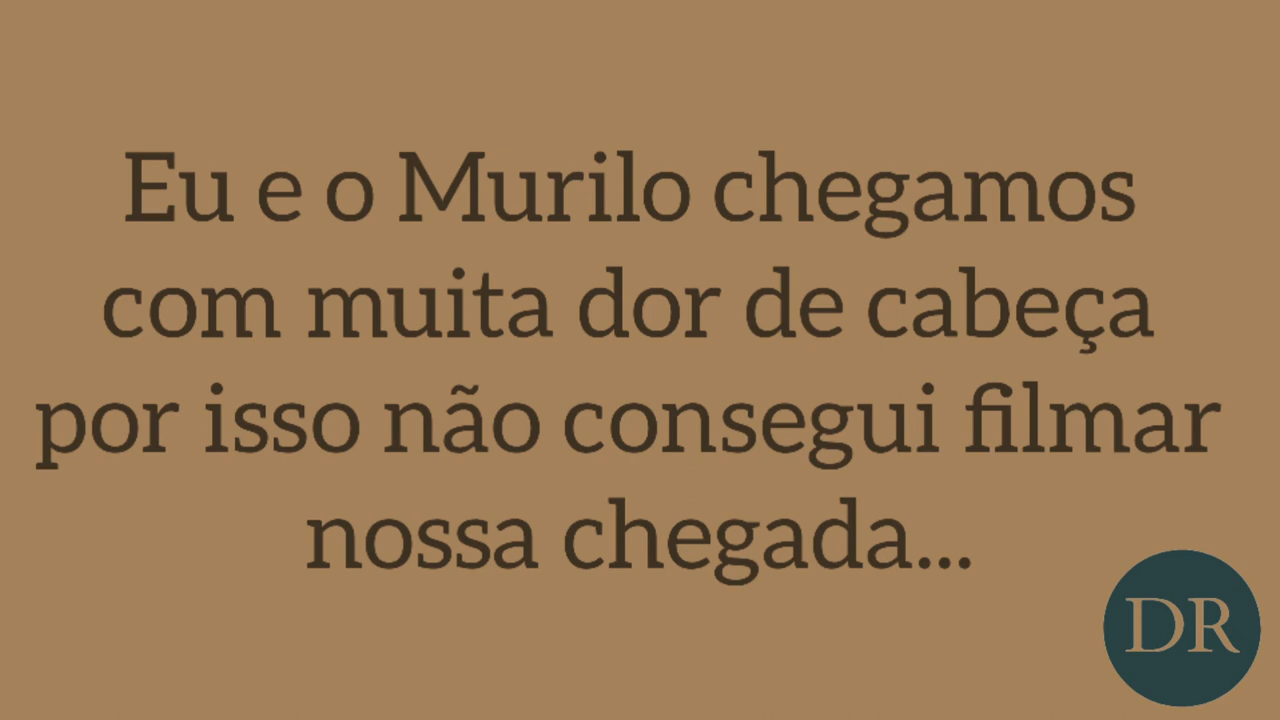 Eu e o Murilo chegamos
com muita dor de cabeça
por isso não consegui filmar
nossa chegada...
DR